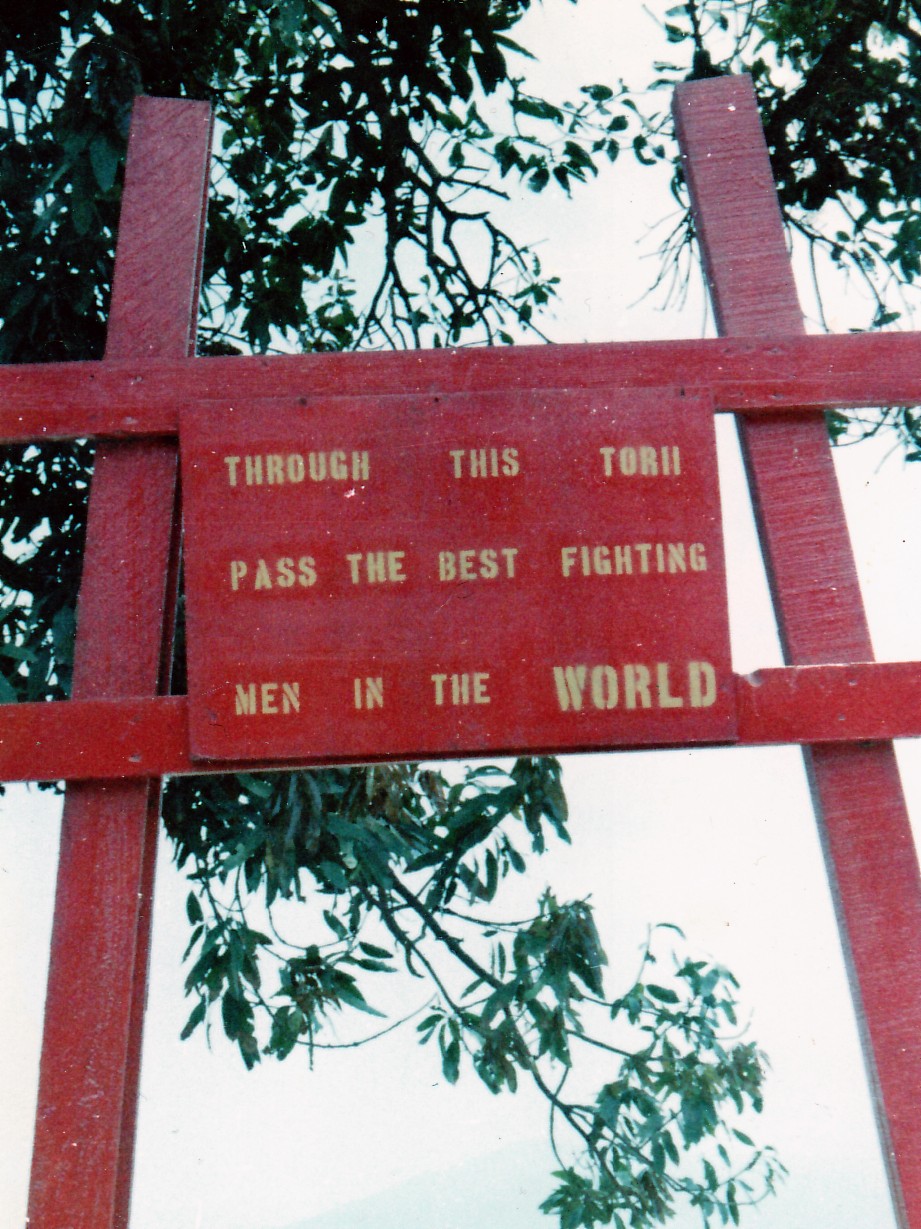 THROUGH THIS TORII
PASS THE BEST FIGHTING
MEN IN THE WORLD